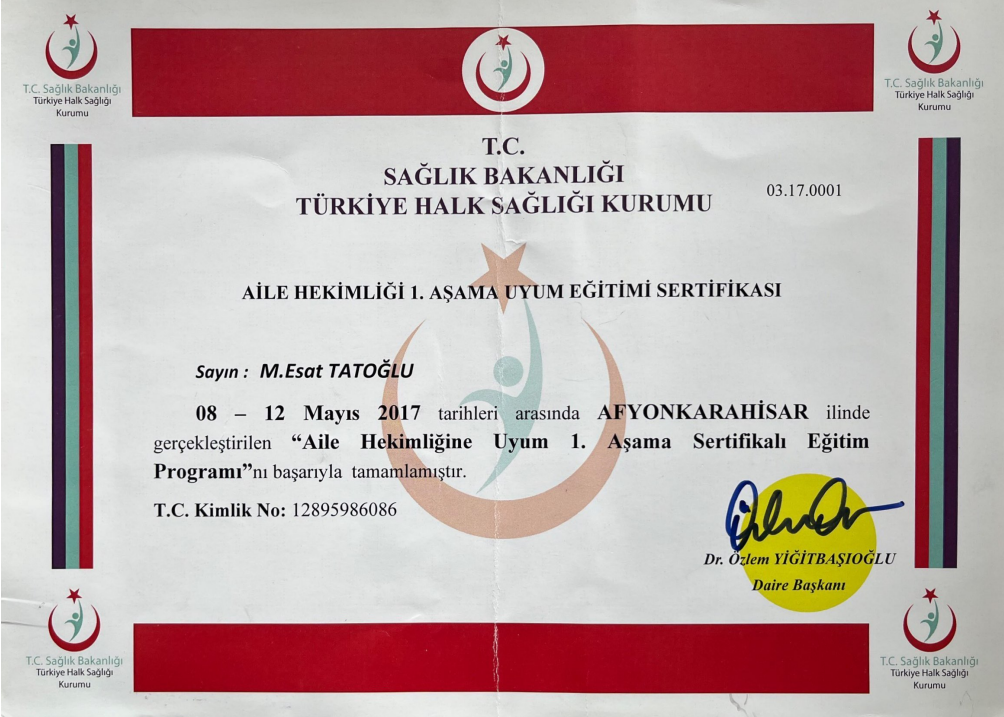 T.C. Sağlık Bakanlığı
Türkiye Halk Sağlığı
Kurumu
T.C. Sağlık Bakanlığı
Türkiye Halk Sağlığı
Kurumu
T.C.
SAĞLIK BAKANLIĞI
TÜRKİYE HALK SAĞLIĞI KURUMU
03.17.0001
AİLE HEKİMLİĞİ 1. AŞAMA UYUM EĞİTİMİ SERTİFİKASI
Sayın : M.Esat TATOĞLU
08 – 12 Mayıs 2017 tarihleri arasında AFYONKARAHİSAR ilinde
gerçekleştirilen “Aile Hekimliğine Uyum 1. Aşama Sertifikalı Eğitim
Programı”nı başarıyla tamamlamıştır.
T.C. Kimlik No: 12895986086
Dr. Özlem YİĞİTBAŞIOĞLU
Daire Başkanı
T.C. Sağlık Bakanlığı
Türkiye Halk Sağlığı
Kurumu
T.C. Sağlık Bakanlığı
Türkiye Halk Sağlığı
Kurumu